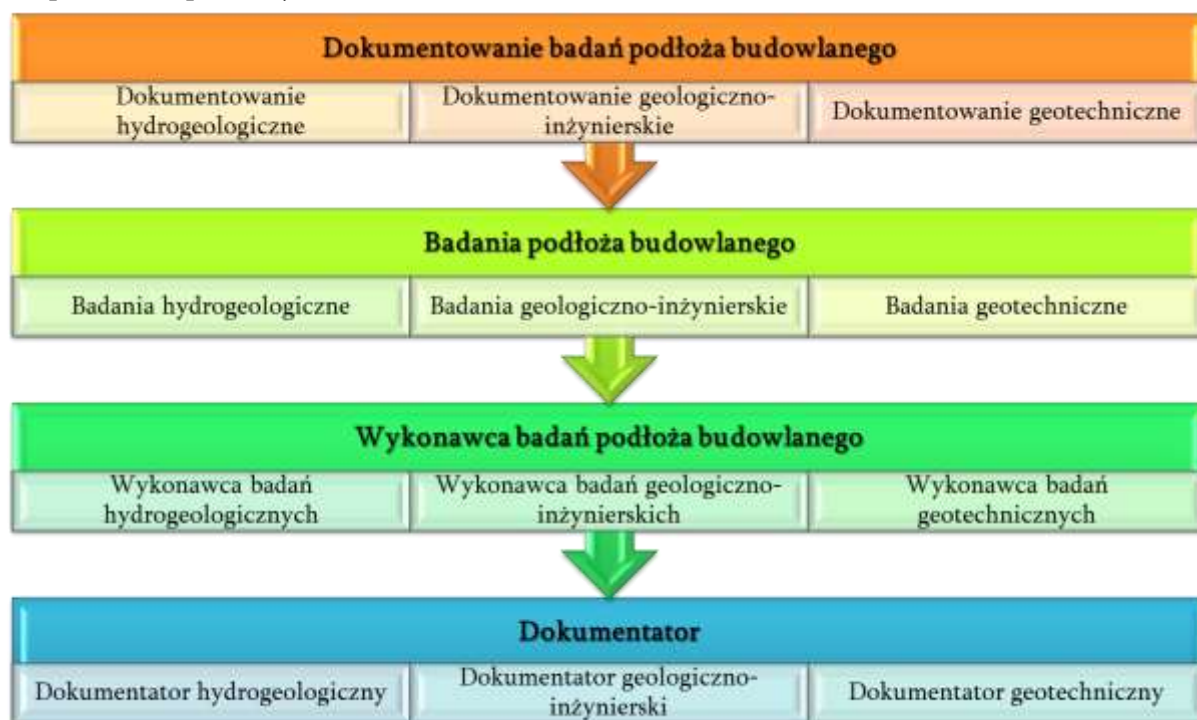 Dokumentowanie badań podłoża budowlanego
Dokumentowanie
hydrogeologiczne
Dokumentowanie geologiczno-
inżynierskie
Dokumentowanie geotechniczne
Badania podłoża budowlanego
Badania hydrogeologiczne
Badania geologiczno-inżynierskie
Badania geotechniczne
Wykonawca badań podłoża budowlanego
Wykonawca badań
hydrogeologicznych
Wykonawca badań geologiczno-
inżynierskich
Wykonawca badań
geotechnicznych
Dokumentator
Dokumentator hydrogeologiczny
Dokumentator geologiczno-
inżynierski
Dokumentator geotechniczny